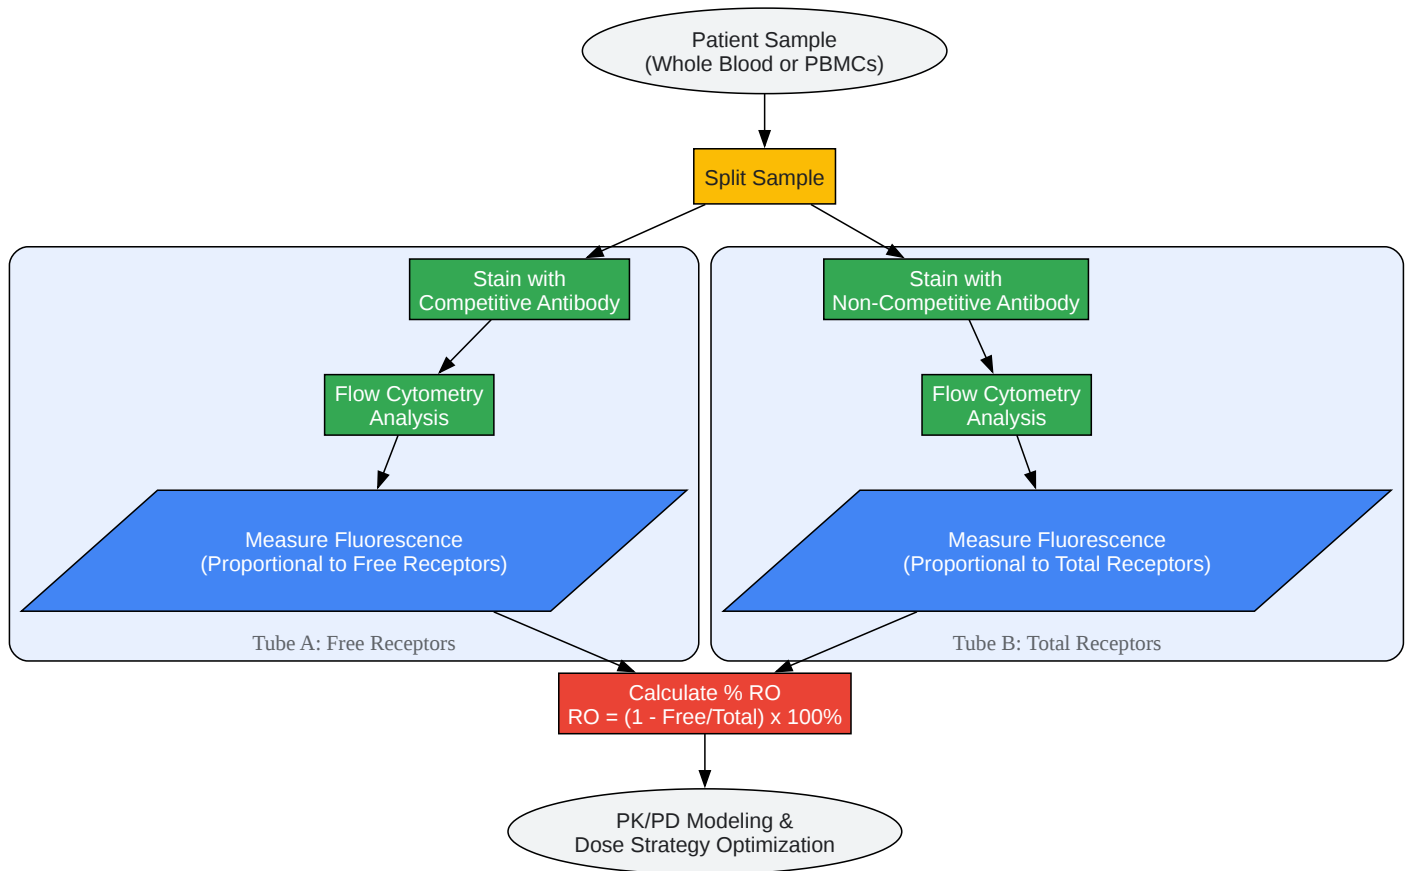 Patient Sample
(Whole Blood or PBMCs)
Split Sample
Stain with
Competitive Antibody
Flow Cytometry
Analysis
Measure Fluorescence
(Proportional to Free Receptors)
Tube A: Free Receptors
Stain with
Non-Competitive Antibody
Flow Cytometry
Analysis
Measure Fluorescence
(Proportional to Total Receptors)
Tube B: Total Receptors
Calculate % RO
RO = (1 - Free/Total) x 100%
PK/PD Modeling &
Dose Strategy Optimization